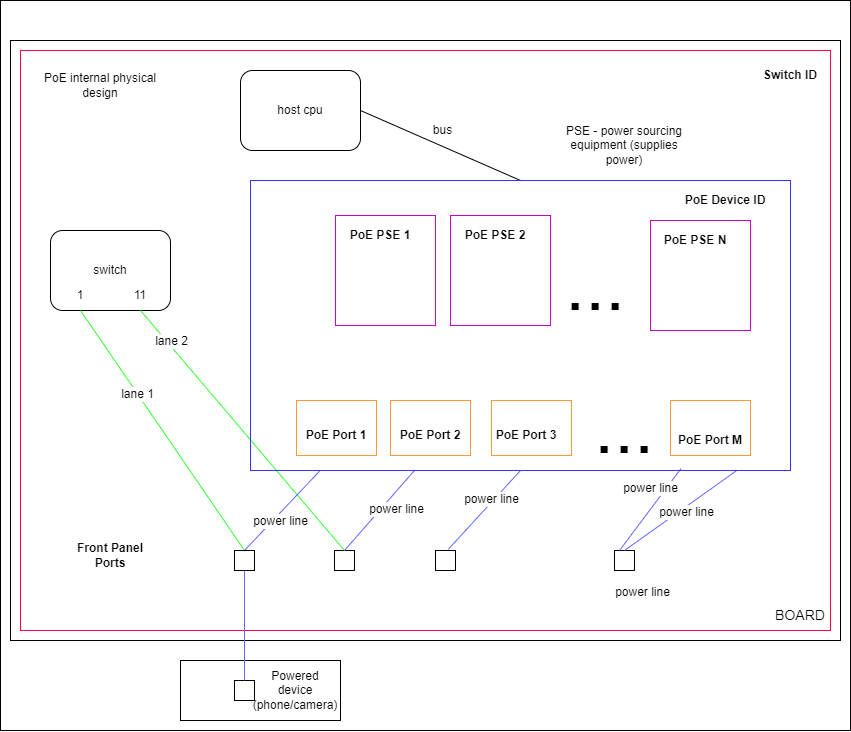 PoE internal physical
design
Switch ID
host cpu
bus
PSE - power sourcing
equipment (supplies
power)
PoE Device ID
PoE PSE 1
PoE PSE 2
PoE PSE N
switch
1
11
...
lane 2
lane 1
PoE Port 1
PoE Port 2
PoE Port 3
...
PoE Port M
power line
power line
power line
power line
power line
Front Panel
Ports
power line
BOARD
Powered
device
(phone/camera)